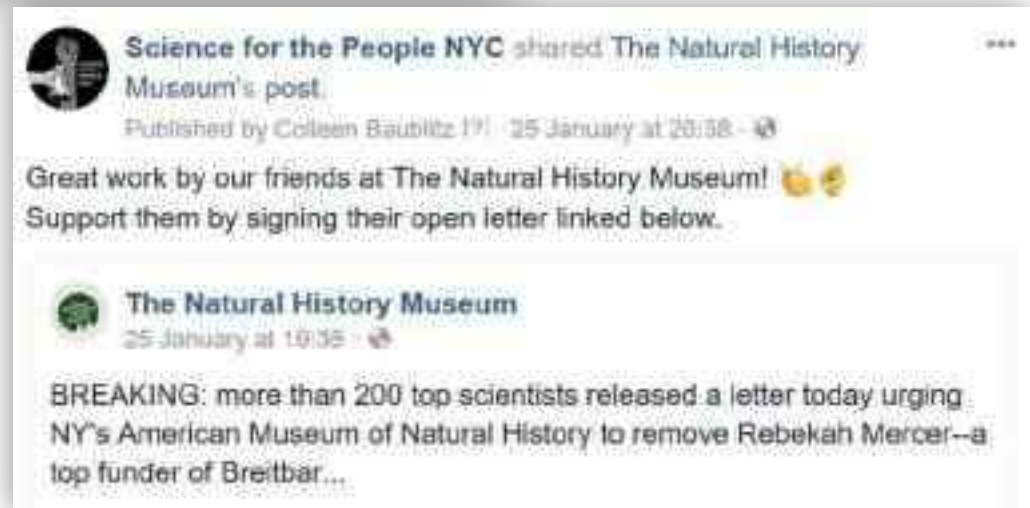 Science for the People NYC shared The Natural History
Museum's post.
Published by Colleen Baublitz [?] · 25 January at 20:38 ·
Great work by our friends at The Natural History Museum! 👏✊
Support them by signing their open letter linked below.
The Natural History Museum
25 January at
BREAKING: more than 200 top scientists released a letter today urging
NY's American Museum of Natural History to remove Rebekah Mercer--a
top funder of Breitbar...